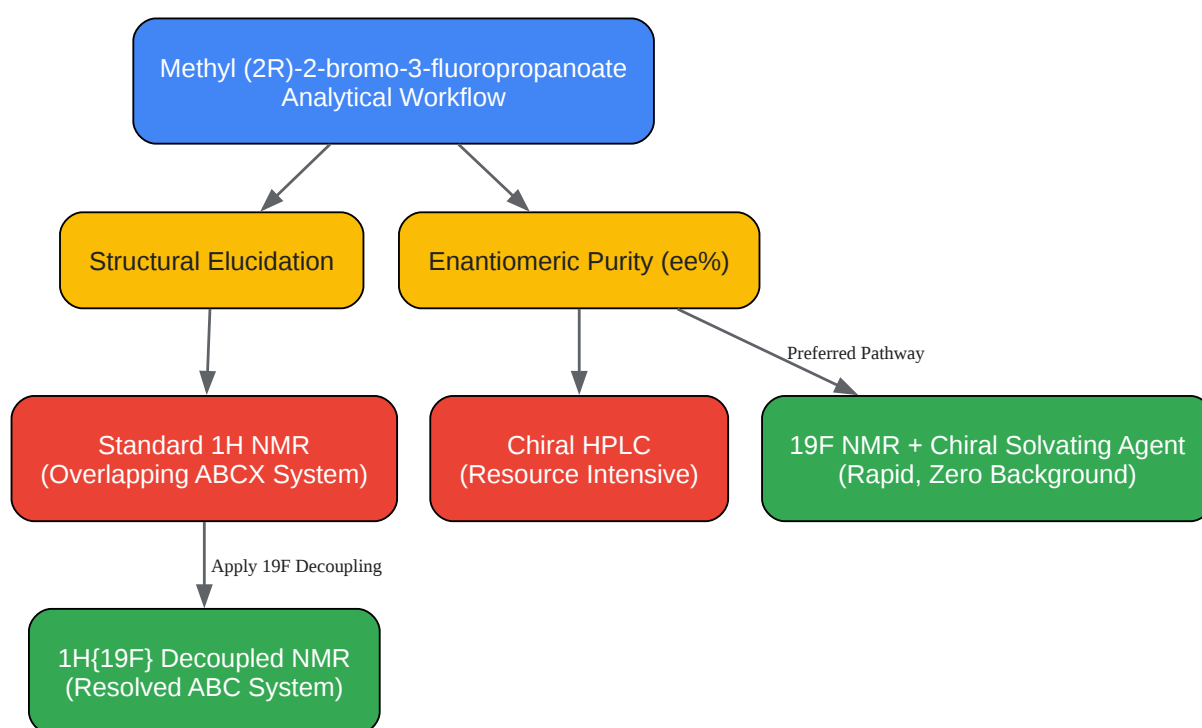 Methyl (2R)-2-bromo-3-fluoropropanoate
Analytical Workflow
Structural Elucidation
Enantiomeric Purity (ee%)
Preferred Pathway
Standard 1H NMR
(Overlapping ABCX System)
Chiral HPLC
(Resource Intensive)
19F NMR + Chiral Solvating Agent
(Rapid, Zero Background)
Apply 19F Decoupling
1H{19F} Decoupled NMR
(Resolved ABC System)